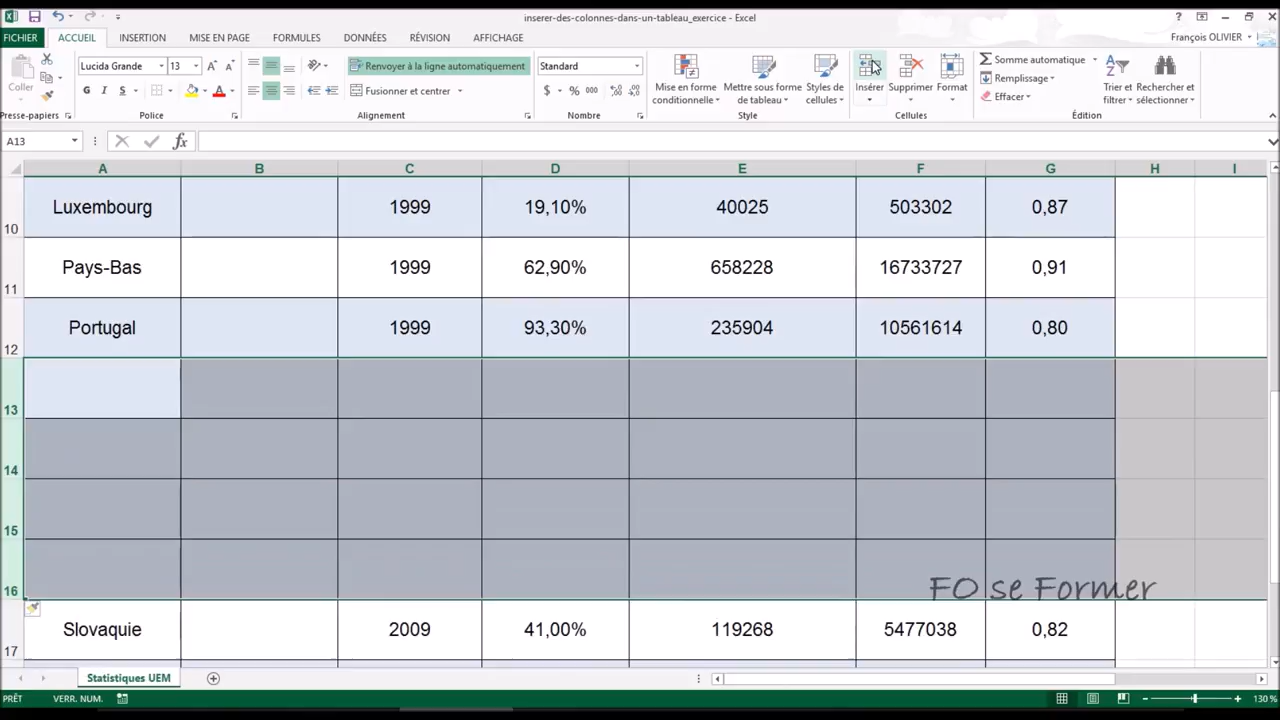 inserer-des-colonnes-dans-un-tableau_exercice - Excel
FICHIER ACCUEIL INSERTION MISE EN PAGE FORMULES DONNÉES RÉVISION AFFICHAGE François OLIVIER
Coller
Lucida Grande 13
G I S
Renvoyer à la ligne automatiquement
Fusionner et centrer
Standard
$ % 000
Mise en forme conditionnelle
Mettre sous forme de tableau
Styles de cellules
Insérer
Supprimer
Format
Somme automatique
Remplissage
Effacer
Trier et filtrer
Rechercher et sélectionner
Presse-papiers Police Alignement Nombre Style Cellules Édition
A13 fx
A B C D E F G H I
10 Luxembourg 1999 19,10% 40025 503302 0,87
11 Pays-Bas 1999 62,90% 658228 16733727 0,91
12 Portugal 1999 93,30% 235904 10561614 0,80
13
14
15
16
FO se Former
17 Slovaquie 2009 41,00% 119268 5477038 0,82
Statistiques UEM
PRÊT VERR. NUM. 130 %